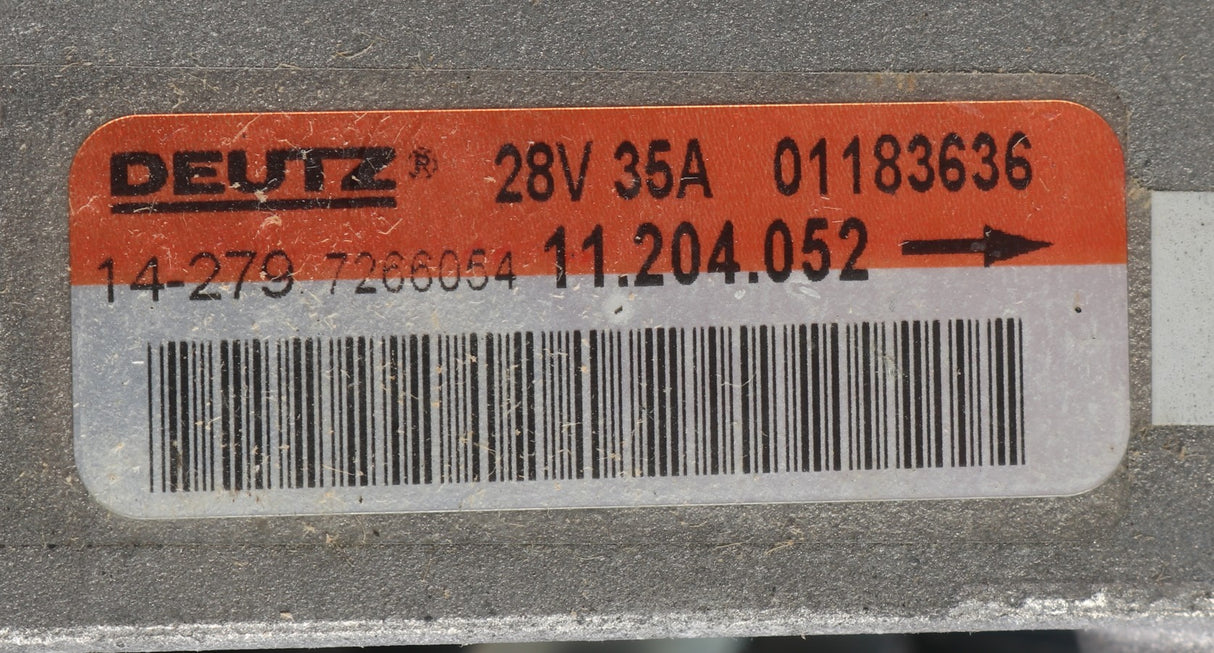 DEUTZ® 28V 35A 01183636
14-279. 7266054 11.204.052 →